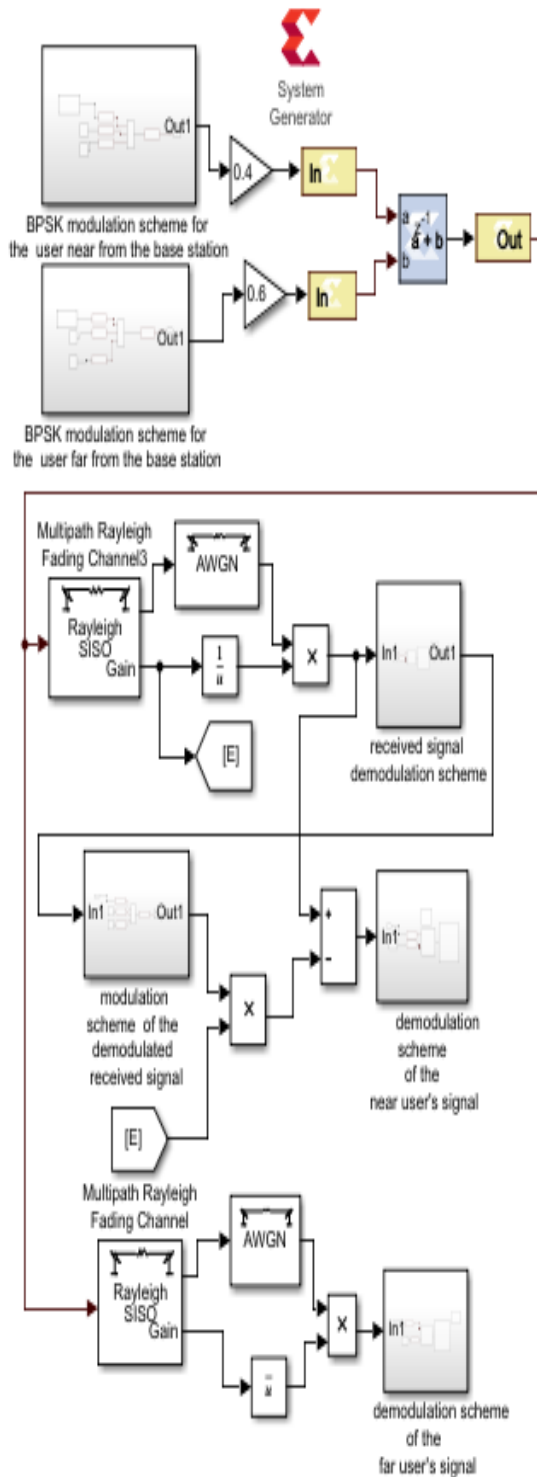 System
Generator
Out1
0.4
In
BPSK modulation scheme for
the user near from the base station
a
b
z-1
a + b
Out
Out1
0.6
In
BPSK modulation scheme for
the user far from the base station
Multipath Rayleigh
Fading Channel3
AWGN
Rayleigh
SISO
Gain
1
u
×
In1
Out1
[E]
received signal
demodulation scheme
In1
Out1
modulation
scheme of the
demodulated
received signal
×
+
−
In1
demodulation
scheme
of the
near user's signal
[E]
Multipath Rayleigh
Fading Channel
AWGN
Rayleigh
SISO
Gain
u
×
In1
demodulation scheme
of the
far user's signal